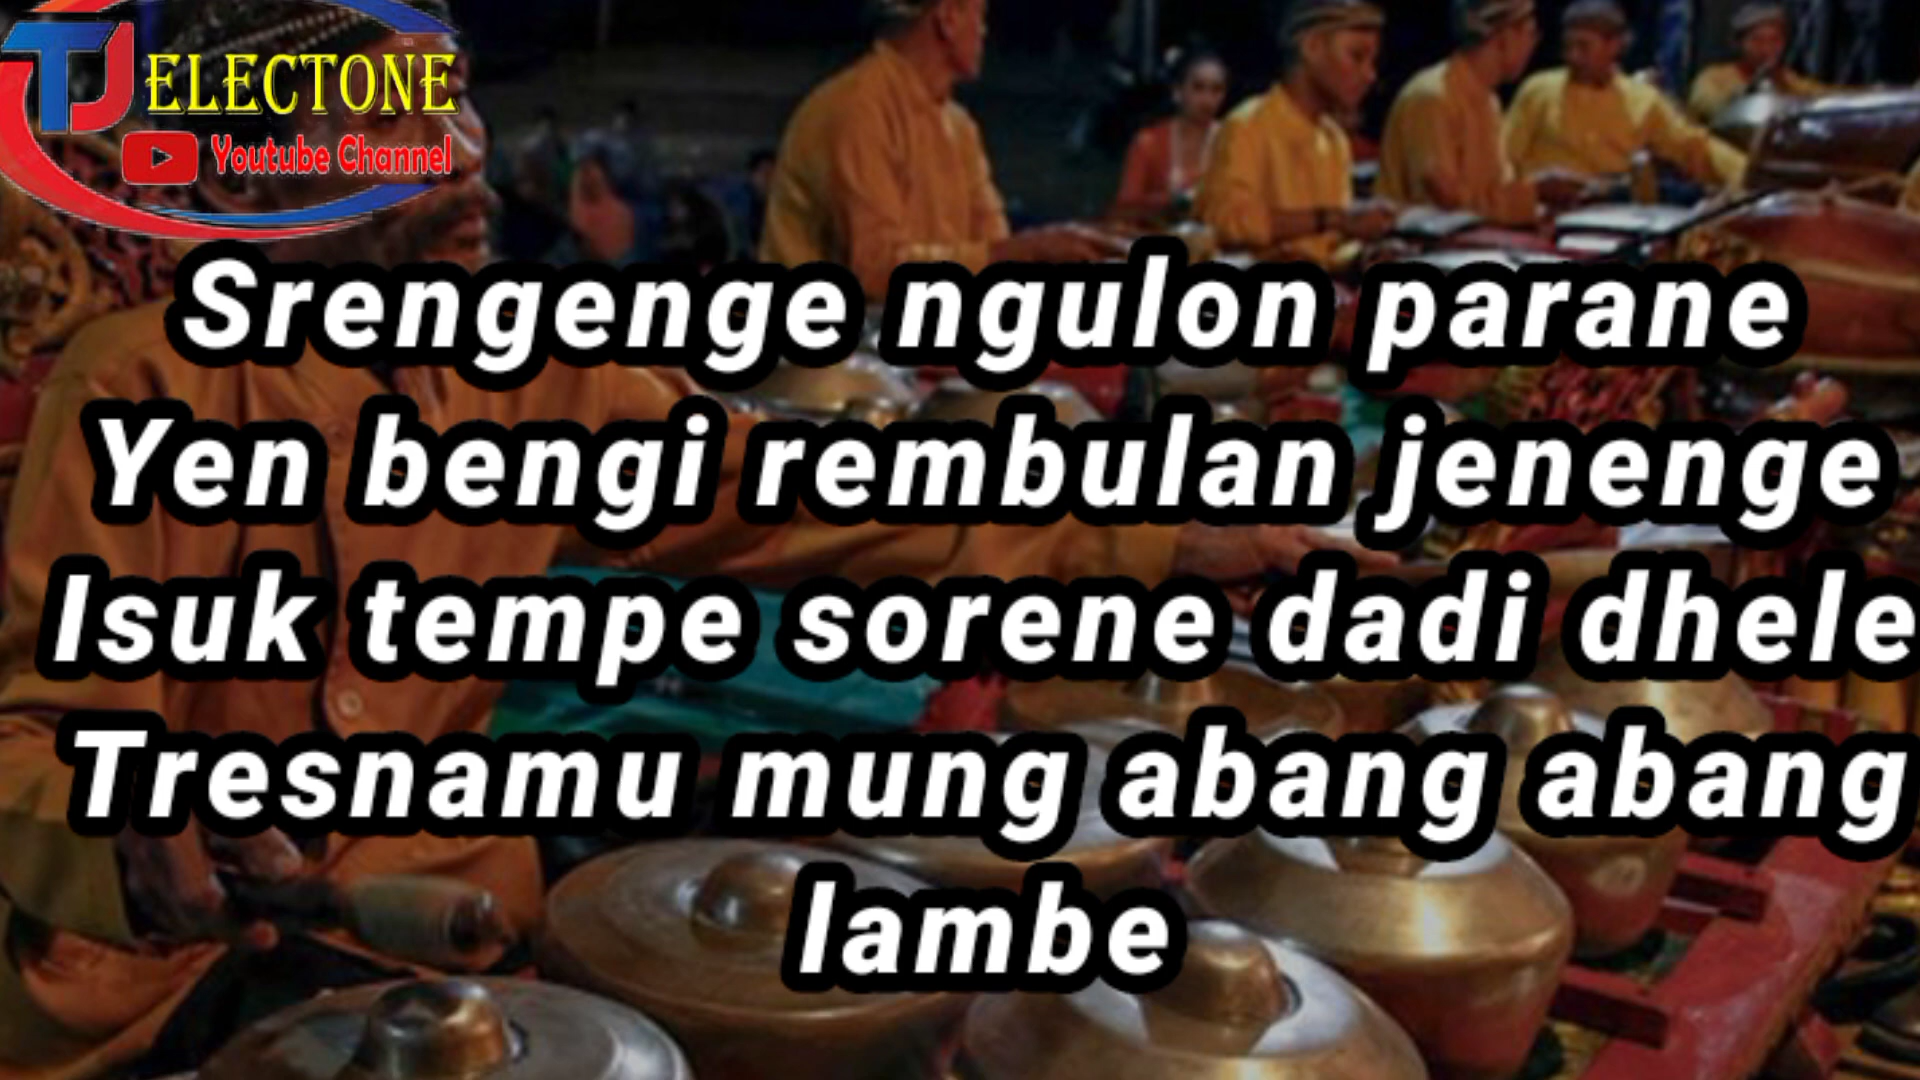 TJ ELECTONE
Youtube Channel
Srengenge ngulon parane
Yen bengi rembulan jenenge
Isuk tempe sorene dadi dhele
Tresnamu mung abang abang
lambe